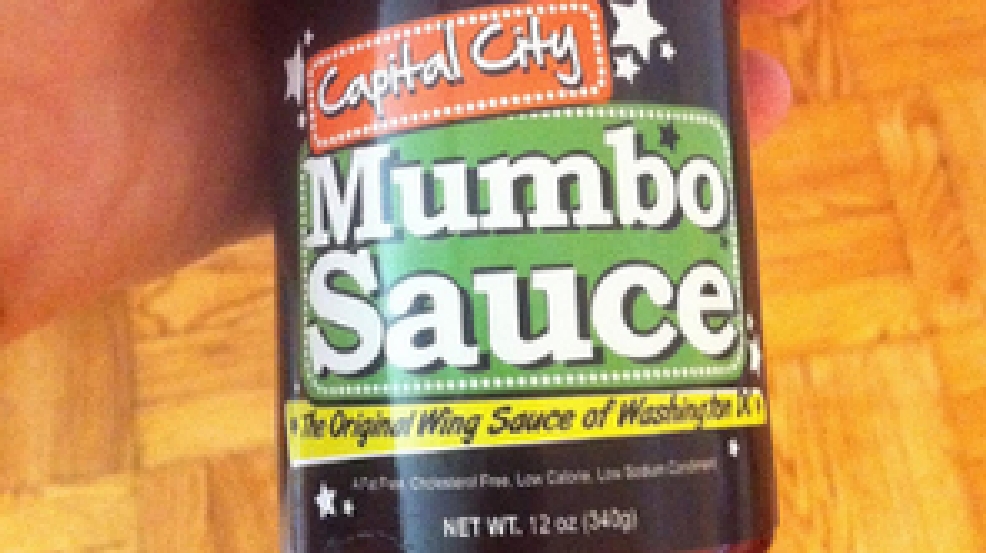 Capital City
Mumbo
Sauce
The Original Wing Sauce of Washington DC
A Fat Free, Cholesterol Free, Low Calorie, Low Sodium Condiment
NET WT. 12 oz (340g)